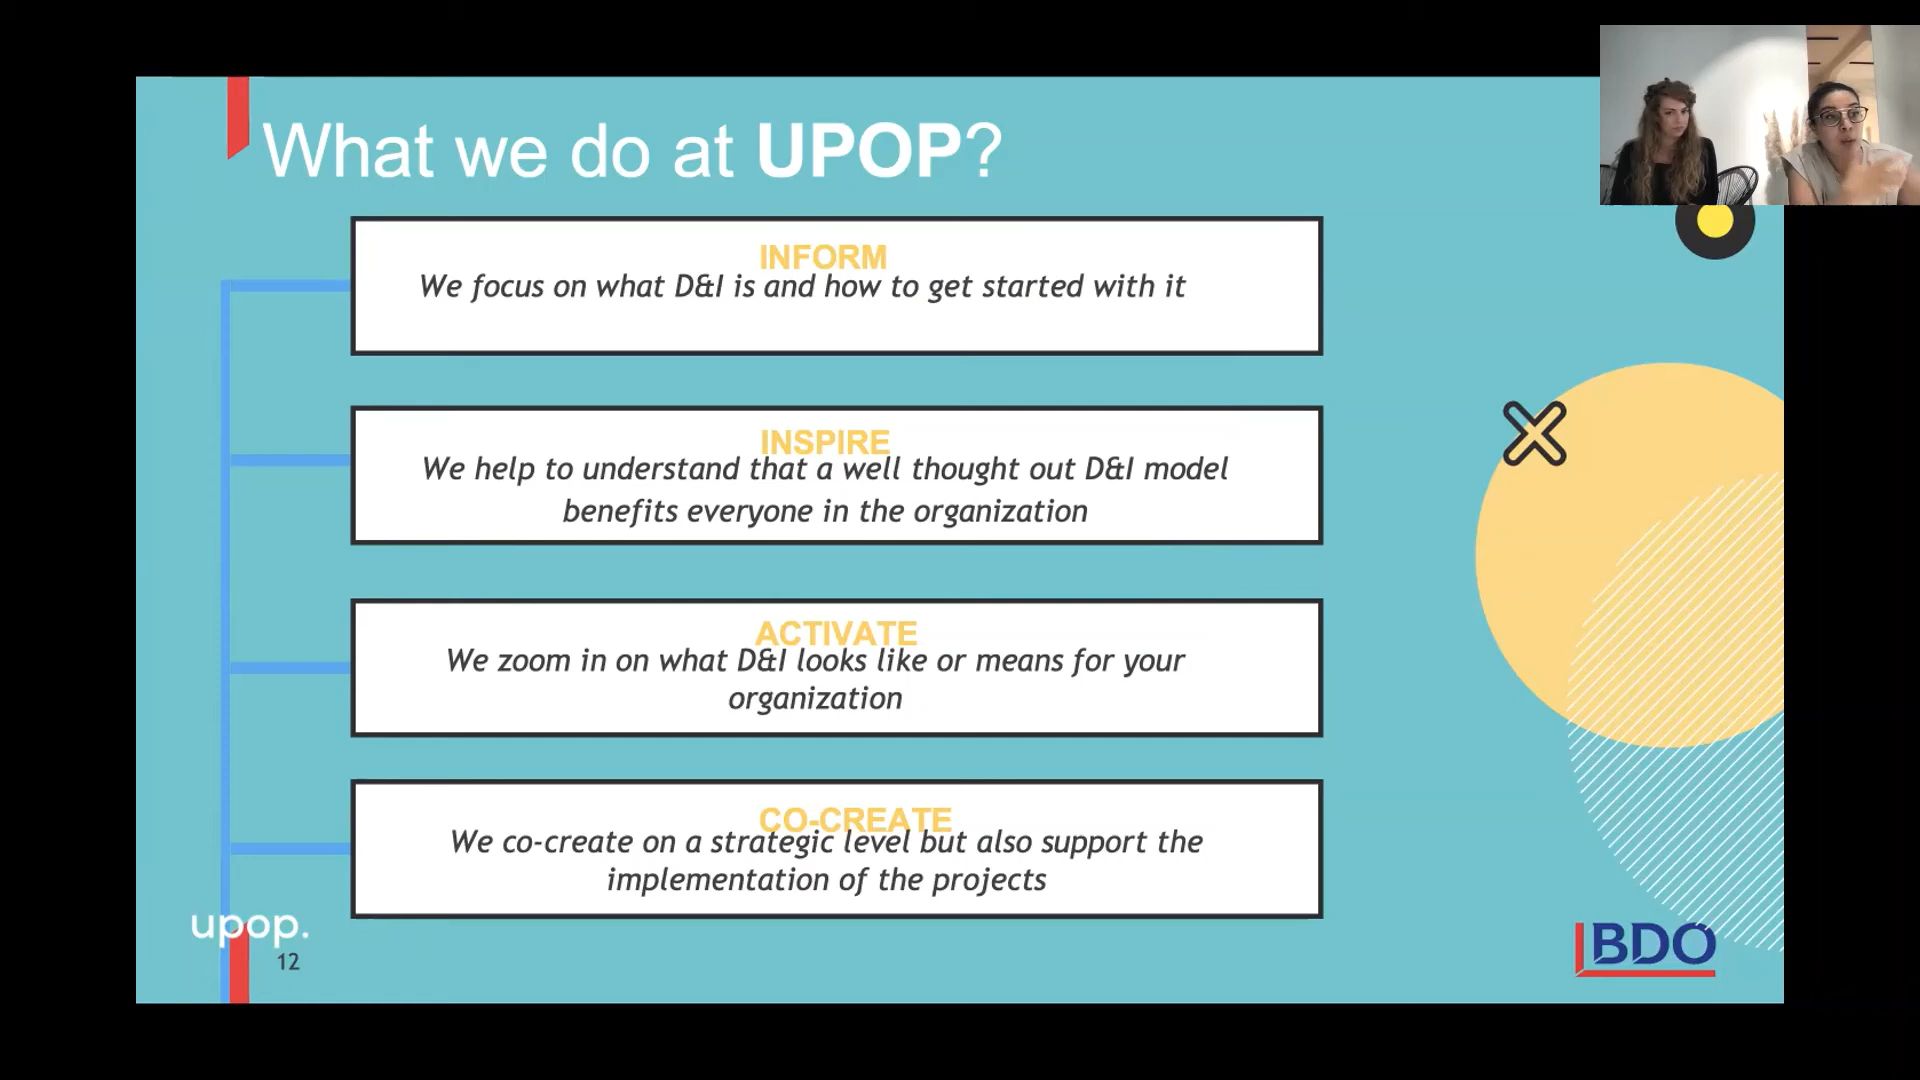 What we do at UPOP?
INFORM
We focus on what D&I is and how to get started with it
INSPIRE
We help to understand that a well thought out D&I model
benefits everyone in the organization
ACTIVATE
We zoom in on what D&I looks like or means for your
organization
CO-CREATE
We co-create on a strategic level but also support the
implementation of the projects
upop.
12
BDO